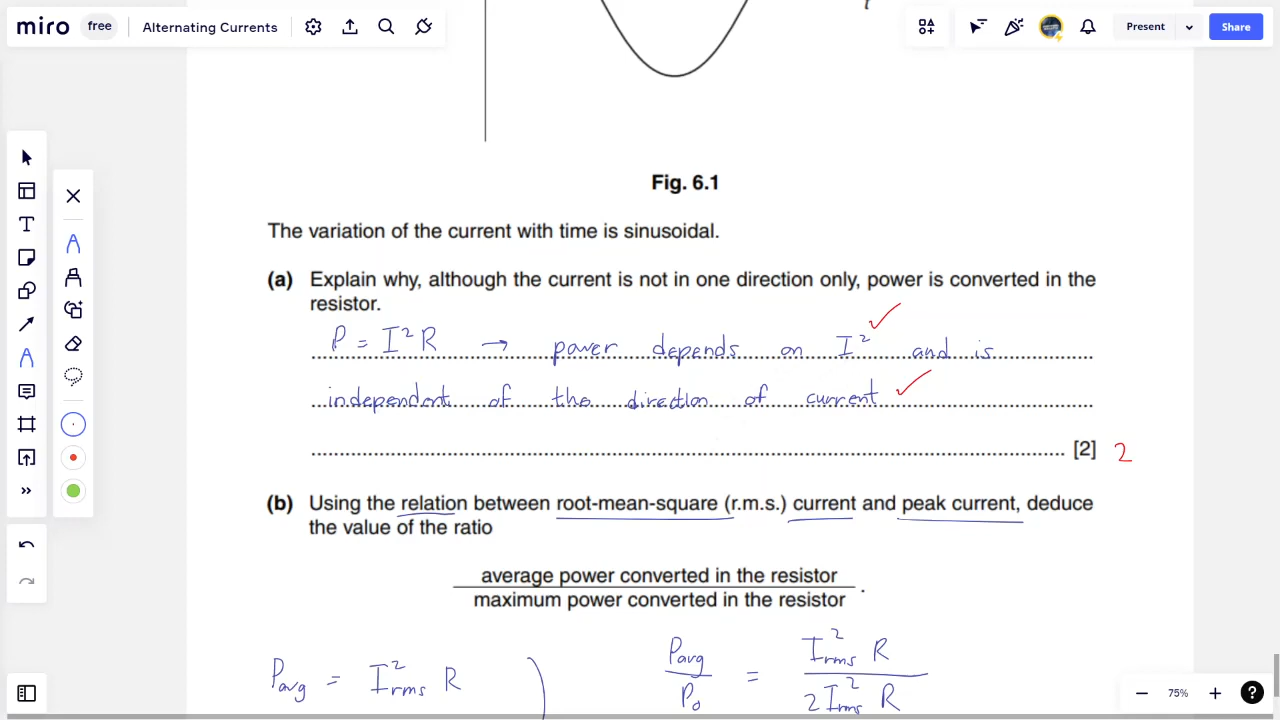 miro free Alternating Currents Present Share
Fig. 6.1
The variation of the current with time is sinusoidal.
(a) Explain why, although the current is not in one direction only, power is converted in the
resistor.
P = I² R → power depends on I² and is
independent of the direction of current
[2] 2
(b) Using the relation between root-mean-square (r.m.s.) current and peak current, deduce
the value of the ratio
average power converted in the resistor
maximum power converted in the resistor .
Pavg = I²rms R
Pavg / P₀ = I²rms R / 2 I²rms R
75%